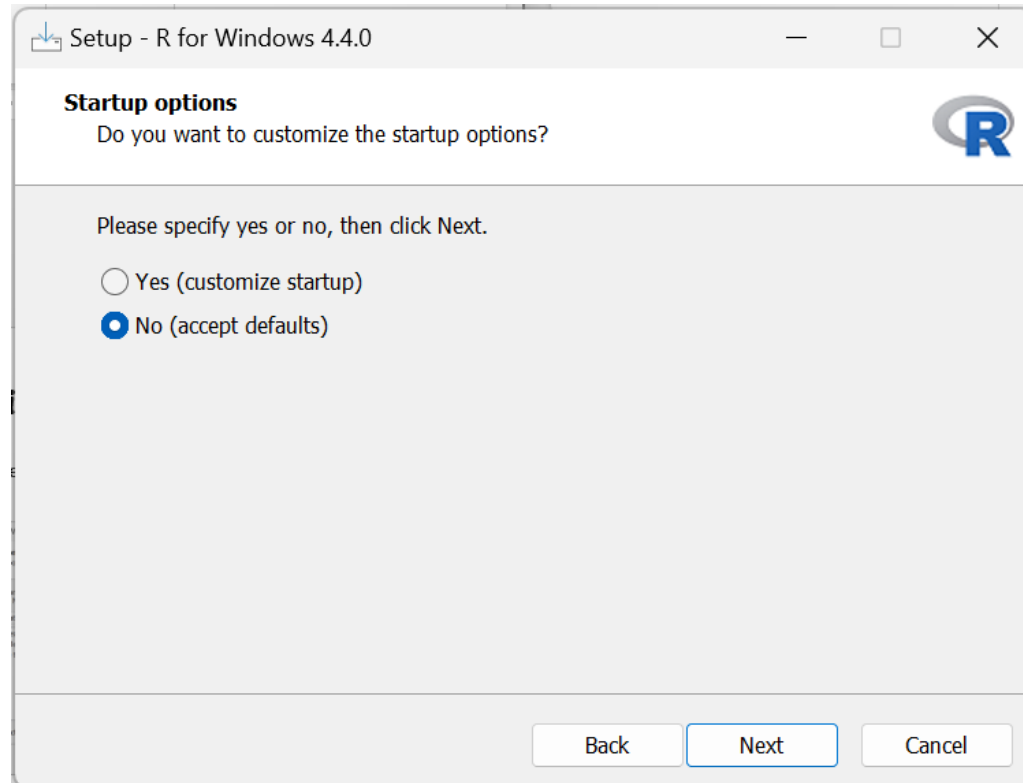 Setup - R for Windows 4.4.0
Startup options
Do you want to customize the startup options?
R
Please specify yes or no, then click Next.
Yes (customize startup)
No (accept defaults)
Back Next Cancel